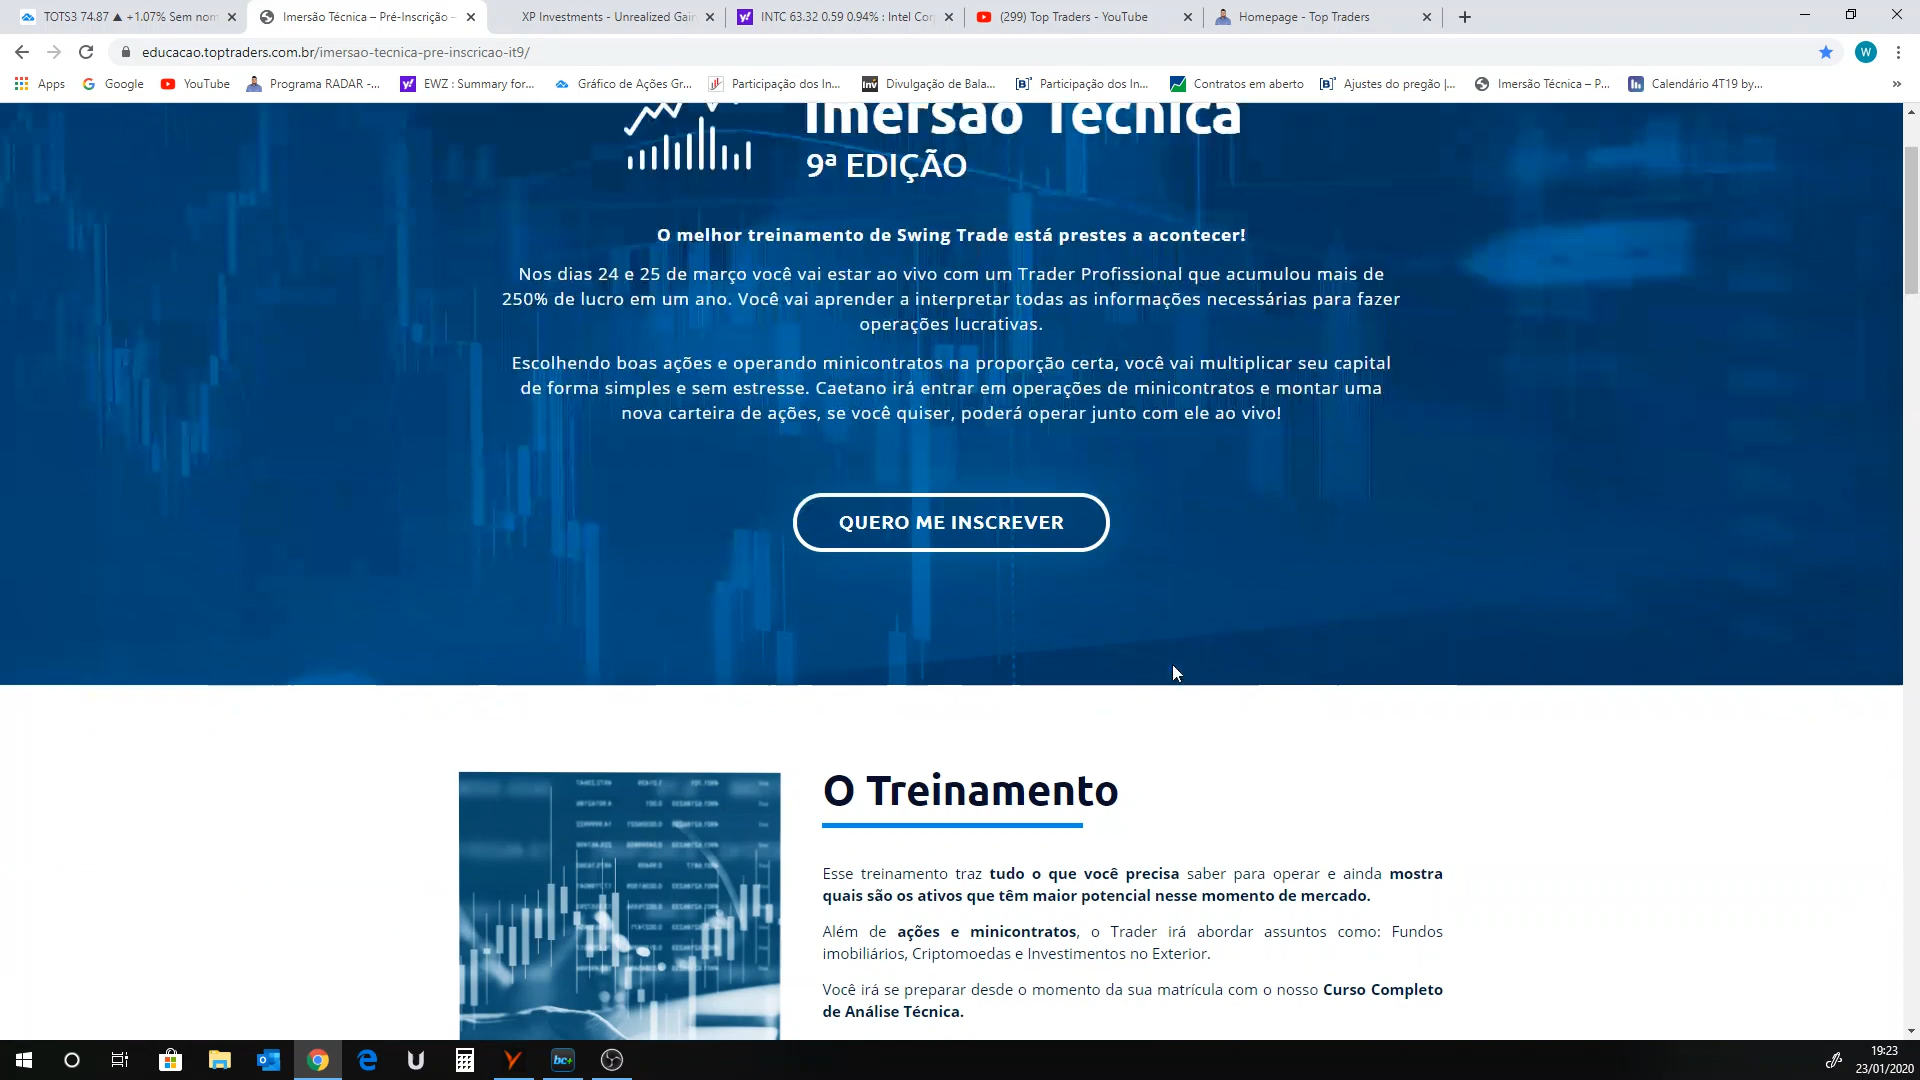 TOTS3 74.87 ▲ +1.07% Sem nom
Imersão Técnica – Pré-Inscrição –
XP Investments - Unrealized Gain
INTC 63.32 0.59 0.94% : Intel Cor
(299) Top Traders - YouTube
Homepage - Top Traders
educacao.toptraders.com.br/imersao-tecnica-pre-inscricao-it9/
W
Apps
Google
YouTube
Programa RADAR -...
EWZ : Summary for...
Gráfico de Ações Gr...
Participação dos In...
Divulgação de Bala...
Participação dos In...
Contratos em aberto
Ajustes do pregão |...
Imersão Técnica – P...
Calendário 4T19 by...
»
Imersão Técnica
9ª EDIÇÃO
O melhor treinamento de Swing Trade está prestes a acontecer!
Nos dias 24 e 25 de março você vai estar ao vivo com um Trader Profissional que acumulou mais de
250% de lucro em um ano. Você vai aprender a interpretar todas as informações necessárias para fazer
operações lucrativas.
Escolhendo boas ações e operando minicontratos na proporção certa, você vai multiplicar seu capital
de forma simples e sem estresse. Caetano irá entrar em operações de minicontratos e montar uma
nova carteira de ações, se você quiser, poderá operar junto com ele ao vivo!
QUERO ME INSCREVER
O Treinamento
Esse treinamento traz tudo o que você precisa saber para operar e ainda mostra
quais são os ativos que têm maior potencial nesse momento de mercado.
Além de ações e minicontratos, o Trader irá abordar assuntos como: Fundos
imobiliários, Criptomoedas e Investimentos no Exterior.
Você irá se preparar desde o momento da sua matrícula com o nosso Curso Completo
de Análise Técnica.
bc+
19:23
23/01/2020